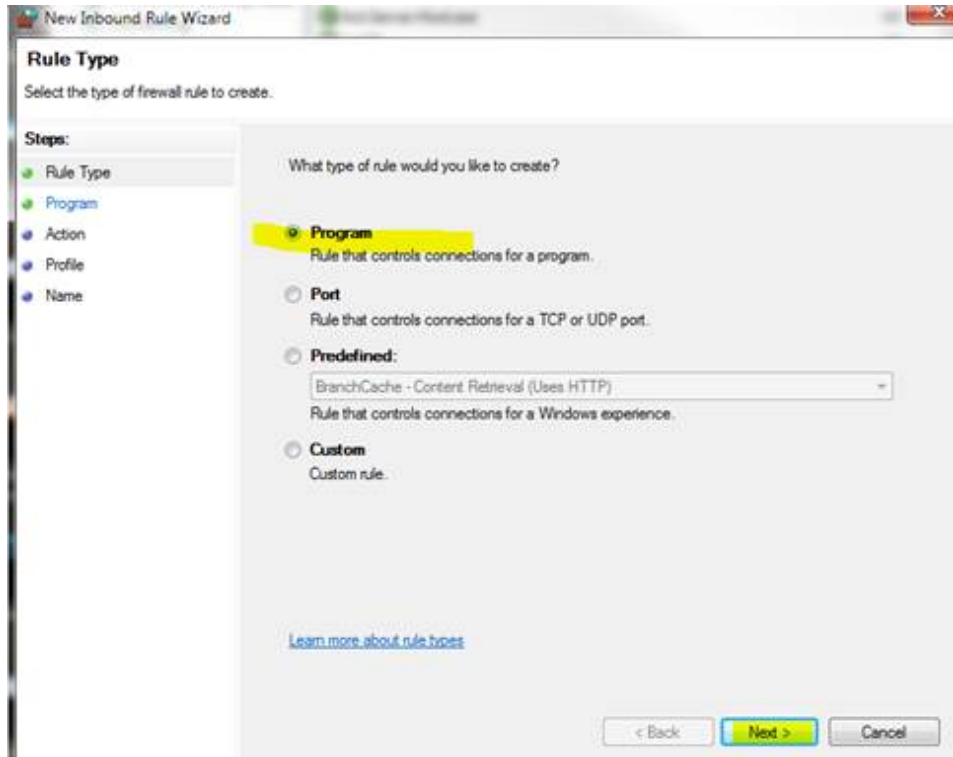 New Inbound Rule Wizard
Rule Type
Select the type of firewall rule to create.
Steps:
Rule Type
Program
Action
Profile
Name
What type of rule would you like to create?
Program
Rule that controls connections for a program.
Port
Rule that controls connections for a TCP or UDP port.
Predefined:
BranchCache - Content Retrieval (Uses HTTP)
Rule that controls connections for a Windows experience.
Custom
Custom rule.
Learn more about rule types
< Back
Next >
Cancel